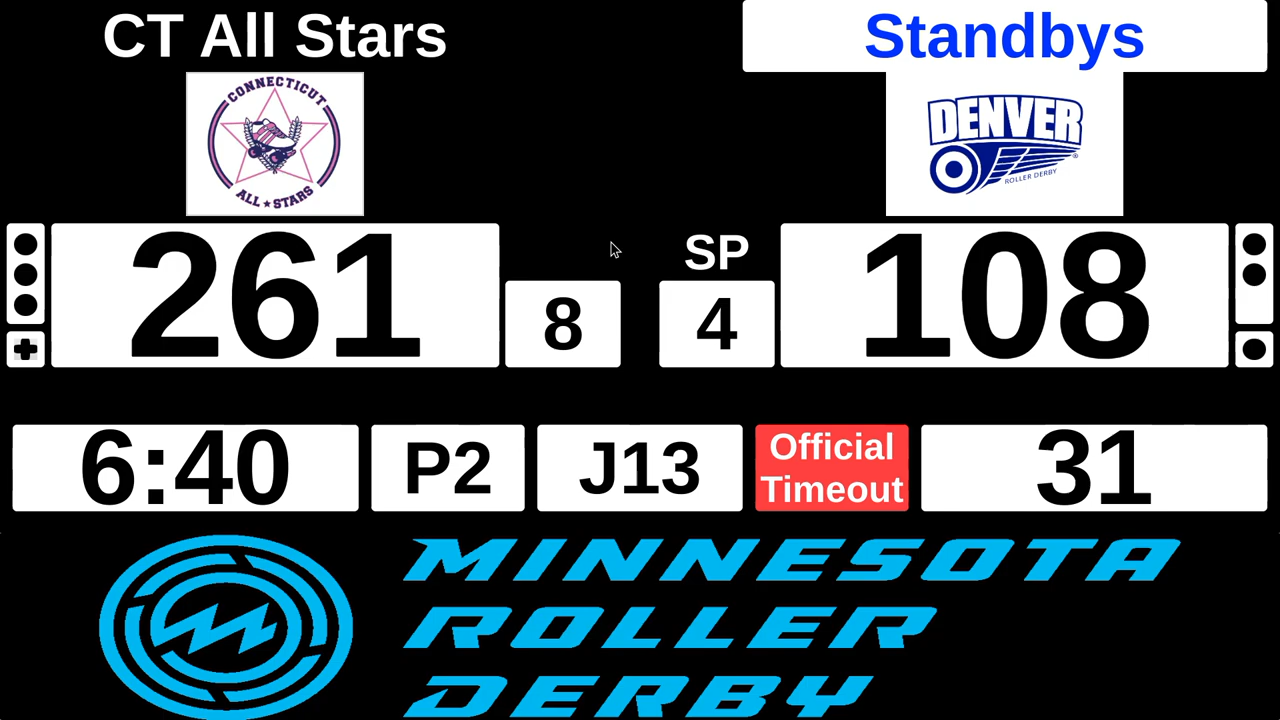 CT All Stars
Standbys
CONNECTICUT
ALL ★ STARS
DENVER
ROLLER DERBY
®
261
8
SP
4
108
6:40
P2
J13
Official
Timeout
31
MINNESOTA
ROLLER
DERBY